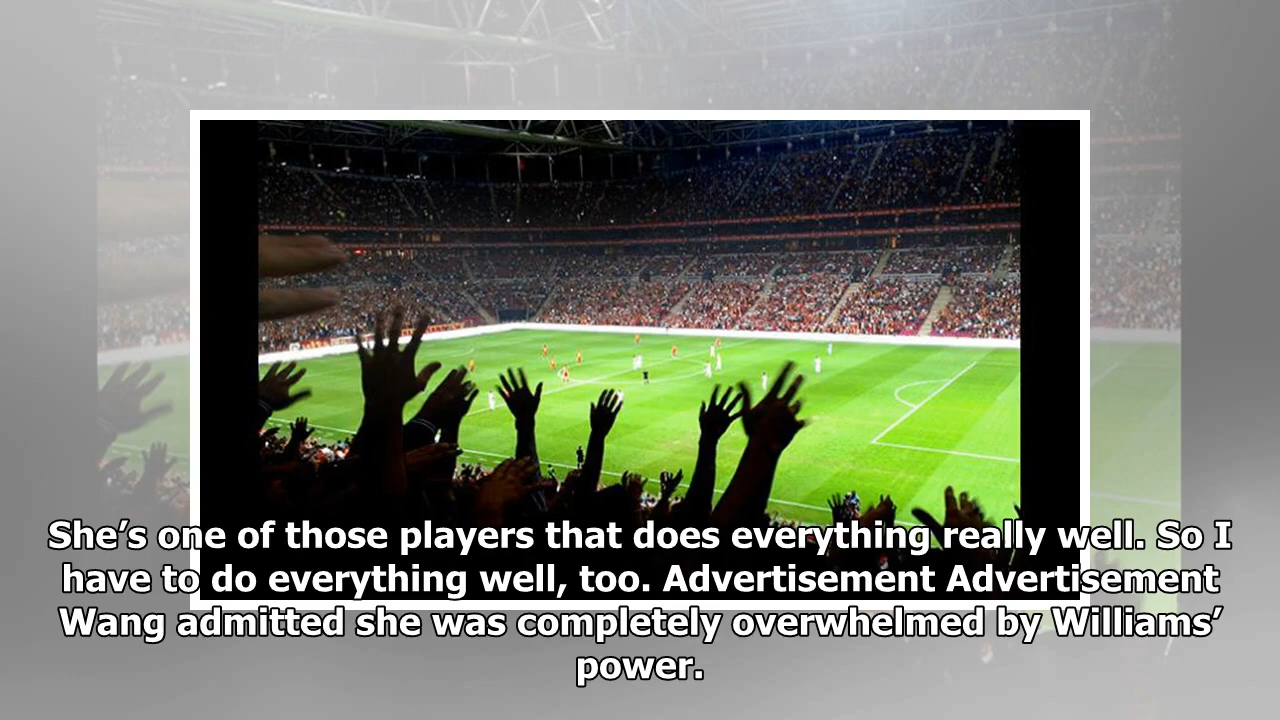 She’s one of those players that does everything really well. So I
have to do everything well, too. Advertisement Advertisement
Wang admitted she was completely overwhelmed by Williams’
power.